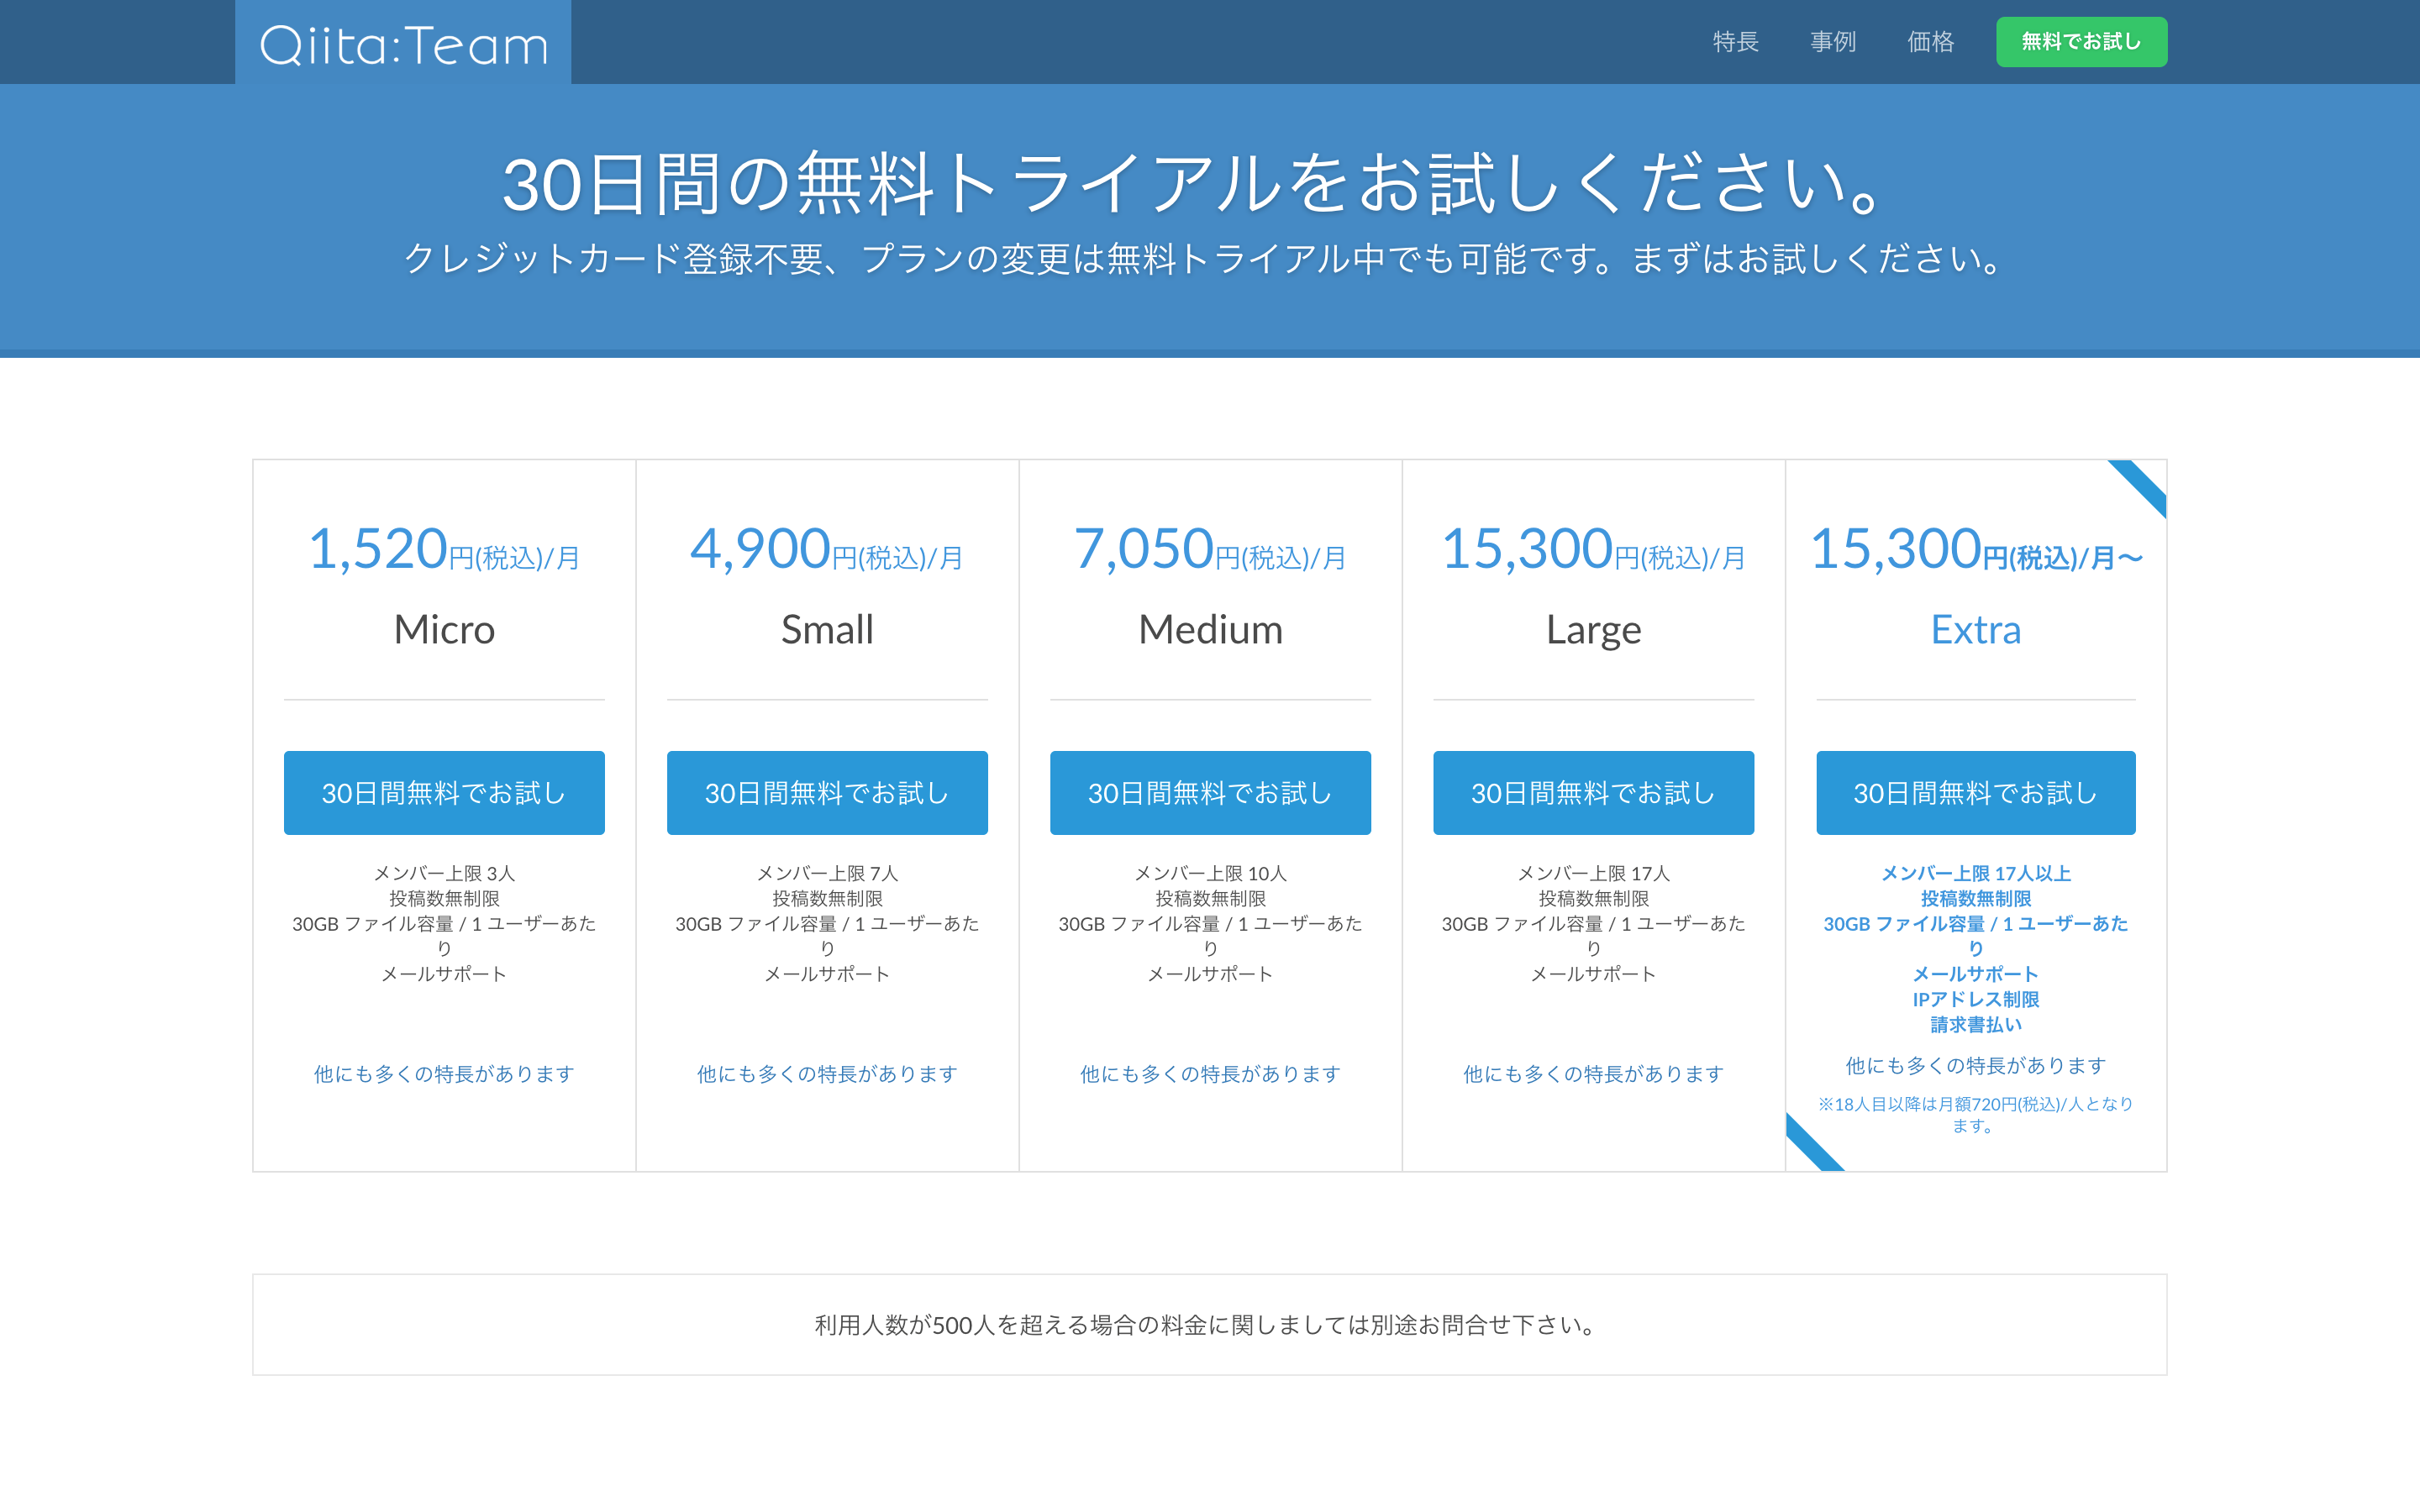 Qiita:Team
特長
事例
価格
無料でお試し
30日間の無料トライアルをお試しください。
クレジットカード登録不要、プランの変更は無料トライアル中でも可能です。まずはお試しください。
1,520円(税込)/月
Micro
30日間無料でお試し
メンバー上限 3人
投稿数無制限
30GB ファイル容量 / 1 ユーザーあた
り
メールサポート
他にも多くの特長があります
4,900円(税込)/月
Small
30日間無料でお試し
メンバー上限 7人
投稿数無制限
30GB ファイル容量 / 1 ユーザーあた
り
メールサポート
他にも多くの特長があります
7,050円(税込)/月
Medium
30日間無料でお試し
メンバー上限 10人
投稿数無制限
30GB ファイル容量 / 1 ユーザーあた
り
メールサポート
他にも多くの特長があります
15,300円(税込)/月
Large
30日間無料でお試し
メンバー上限 17人
投稿数無制限
30GB ファイル容量 / 1 ユーザーあた
り
メールサポート
他にも多くの特長があります
15,300円(税込)/月〜
Extra
30日間無料でお試し
メンバー上限 17人以上
投稿数無制限
30GB ファイル容量 / 1 ユーザーあた
り
メールサポート
IPアドレス制限
請求書払い
他にも多くの特長があります
※18人目以降は月額720円(税込)/人となり
ます。
利用人数が500人を超える場合の料金に関しましては別途お問合せ下さい。